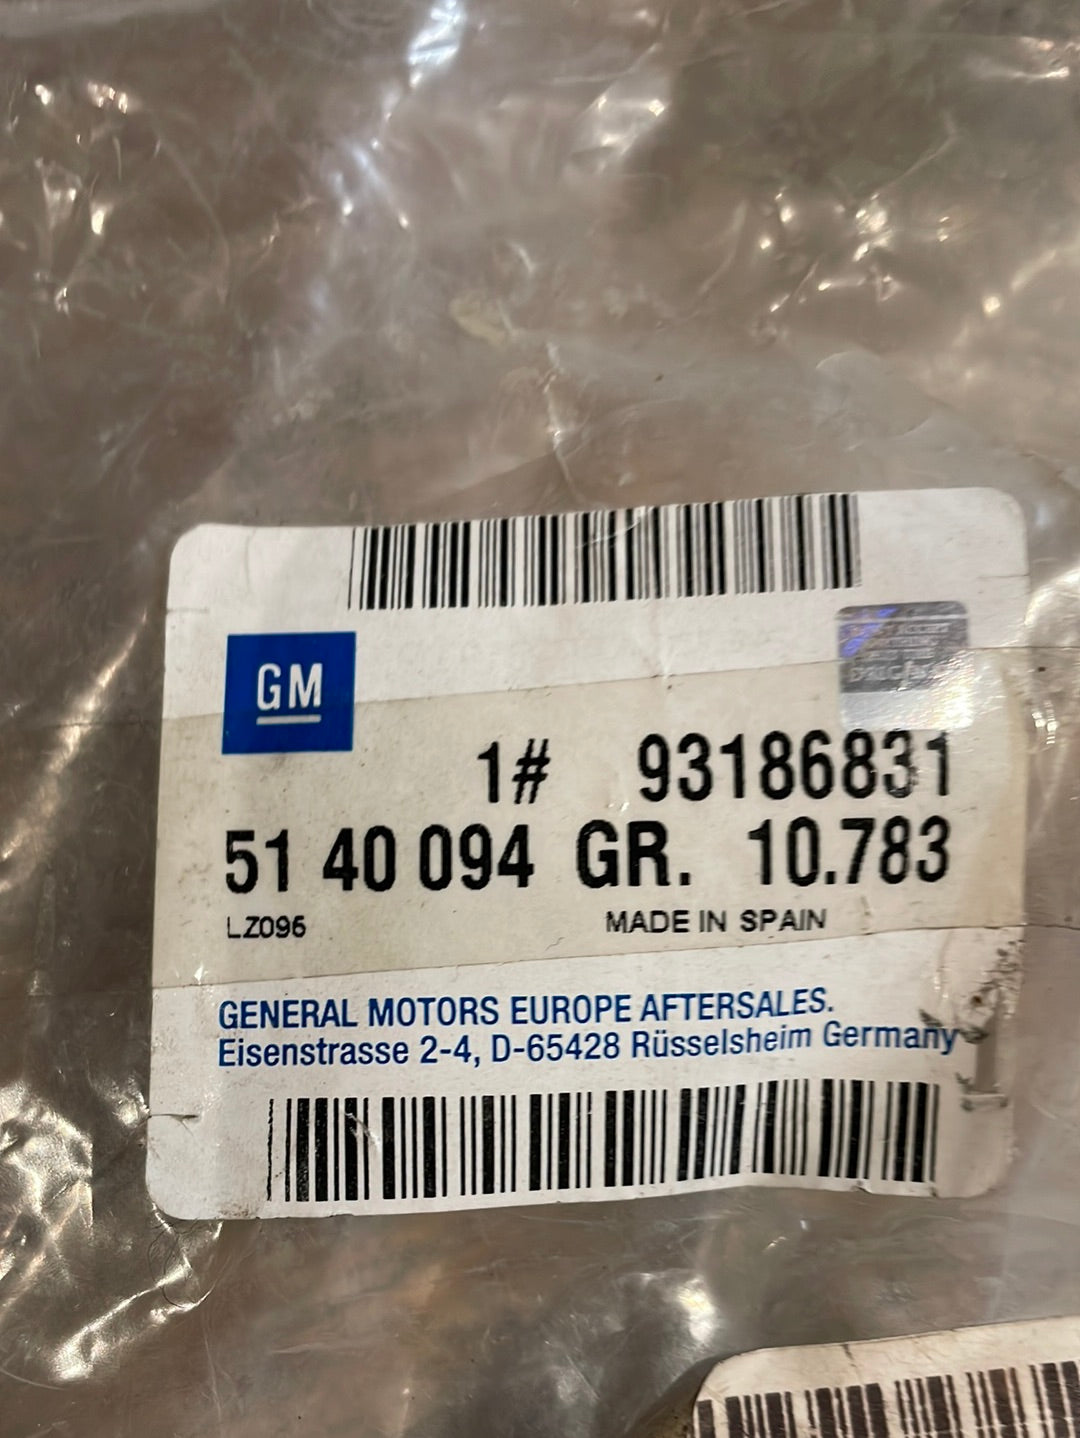 GM
1# 93186831
51 40 094 GR. 10.783
LZ096 MADE IN SPAIN
GENERAL MOTORS EUROPE AFTERSALES.
Eisenstrasse 2-4, D-65428 Rüsselsheim Germany